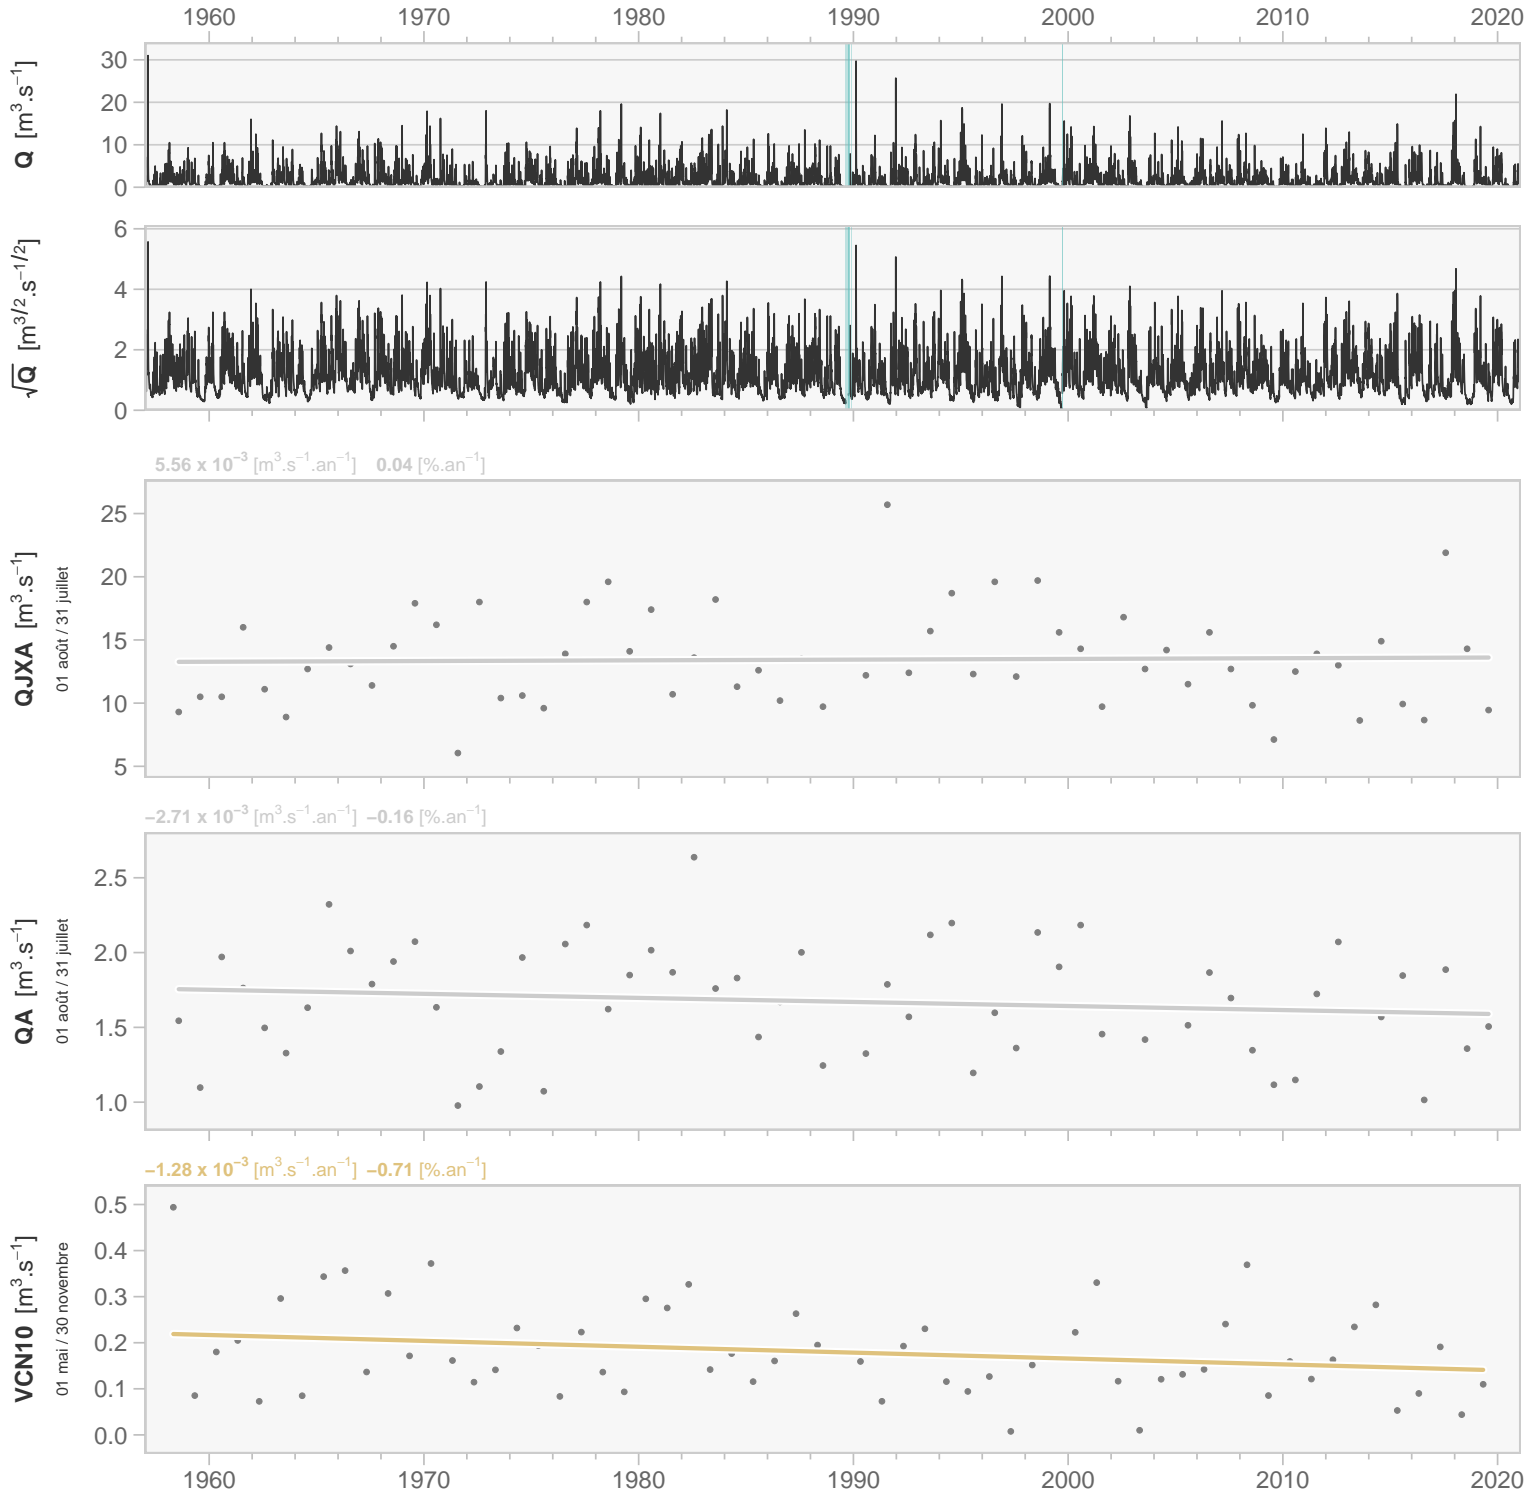 1960 1970 1980 1990 2000 2010 2020
Q [m³.s⁻¹]
30
20
10
0
√Q [m³ᐟ².s⁻¹ᐟ²]
6
4
2
0
5.56 x 10⁻³ [m³.s⁻¹.an⁻¹] 0.04 [%.an⁻¹]
QJXA [m³.s⁻¹]
01 août / 31 juillet
25
20
15
10
5
−2.71 x 10⁻³ [m³.s⁻¹.an⁻¹] −0.16 [%.an⁻¹]
QA [m³.s⁻¹]
01 août / 31 juillet
2.5
2.0
1.5
1.0
−1.28 x 10⁻³ [m³.s⁻¹.an⁻¹] −0.71 [%.an⁻¹]
VCN10 [m³.s⁻¹]
01 mai / 30 novembre
0.5
0.4
0.3
0.2
0.1
0.0
1960 1970 1980 1990 2000 2010 2020